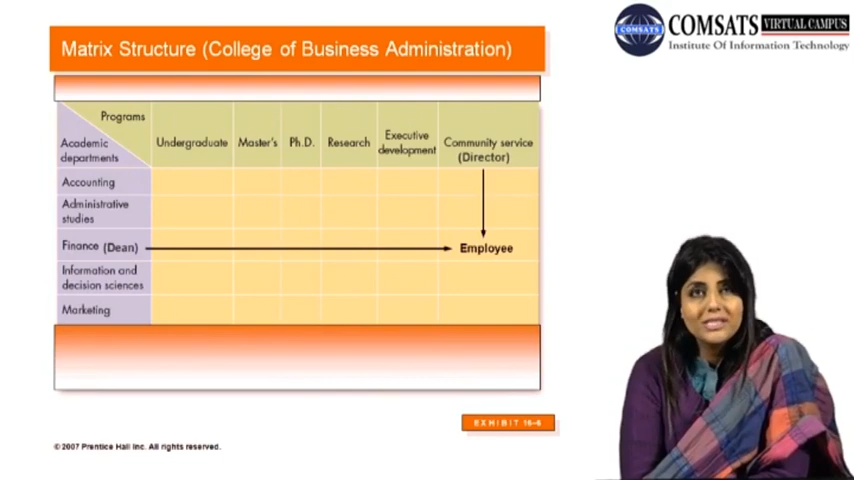 COMSATS
COMSATS VIRTUAL CAMPUS
Institute Of Information Technology
Matrix Structure (College of Business Administration)
Programs
Academic
departments
Undergraduate
Master's
Ph.D.
Research
Executive
development
Community service
(Director)
Accounting
Administrative
studies
Finance (Dean)
Employee
Information and
decision sciences
Marketing
EXHIBIT 16-6
© 2007 Prentice Hall Inc. All rights reserved.